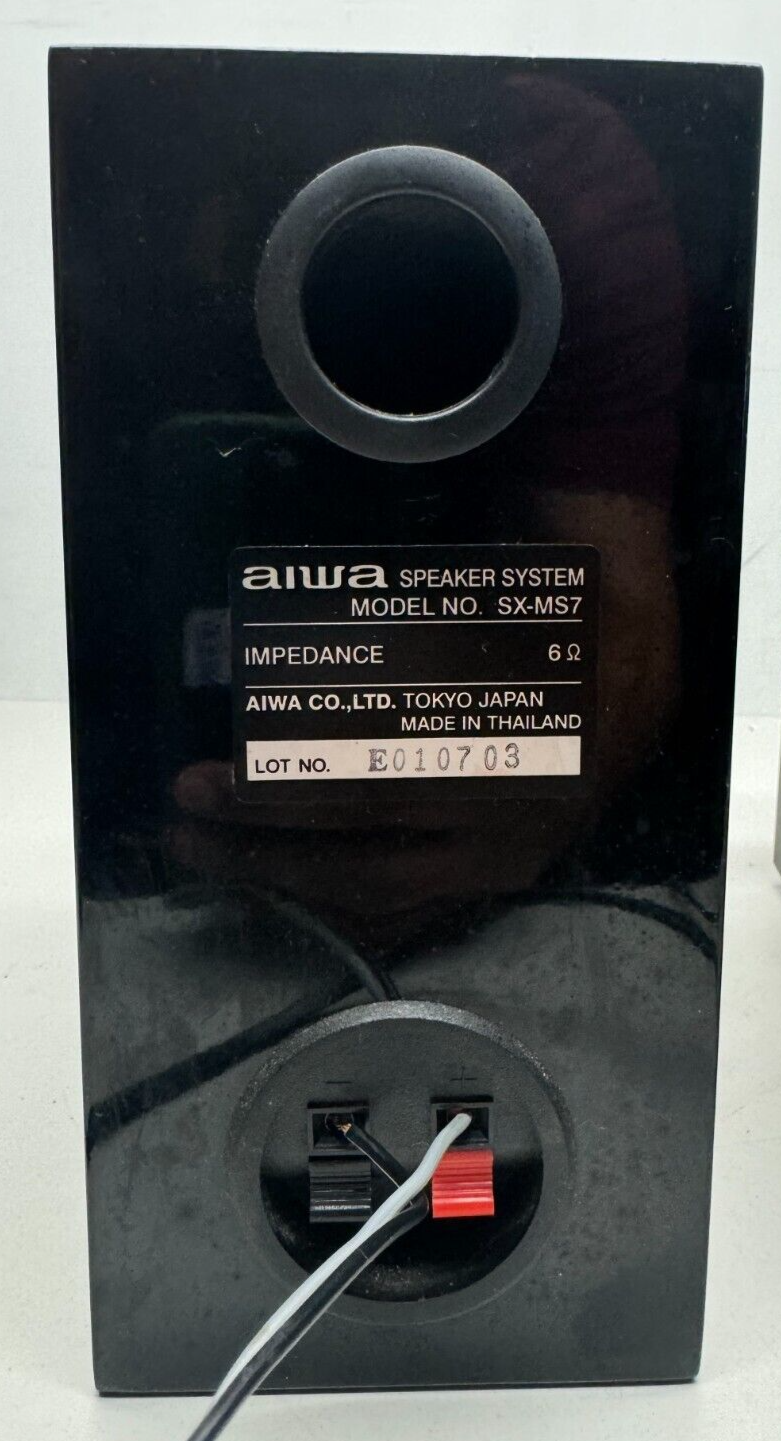 aiwa SPEAKER SYSTEM
MODEL NO. SX-MS7
IMPEDANCE 6Ω
AIWA CO.,LTD. TOKYO JAPAN
MADE IN THAILAND
LOT NO. E010703
− +